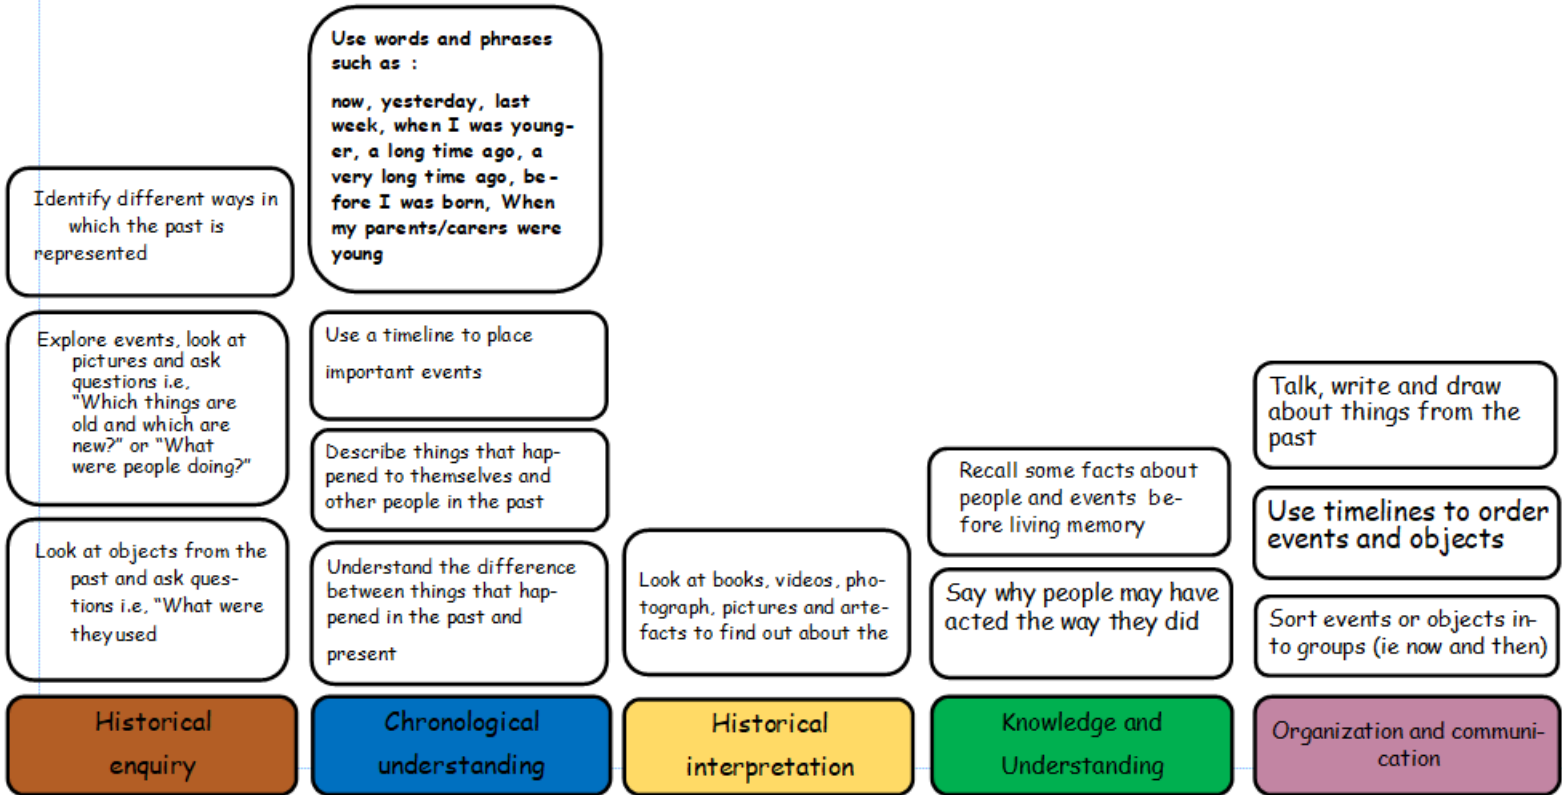 Identify different ways in
which the past is
represented
Explore events, look at
pictures and ask
questions i.e,
“Which things are
old and which are
new?” or “What
were people doing?”
Look at objects from the
past and ask ques-
tions i.e, “What were
they used
Historical
enquiry
Use words and phrases
such as :
now, yesterday, last
week, when I was young-
er, a long time ago, a
very long time ago, be-
fore I was born, When
my parents/carers were
young
Use a timeline to place
important events
Describe things that hap-
pened to themselves and
other people in the past
Understand the difference
between things that hap-
pened in the past and
present
Chronological
understanding
Look at books, videos, pho-
tograph, pictures and arte-
facts to find out about the
Historical
interpretation
Recall some facts about
people and events be-
fore living memory
Say why people may have
acted the way they did
Knowledge and
Understanding
Talk, write and draw
about things from the
past
Use timelines to order
events and objects
Sort events or objects in-
to groups (ie now and then)
Organization and communi-
cation